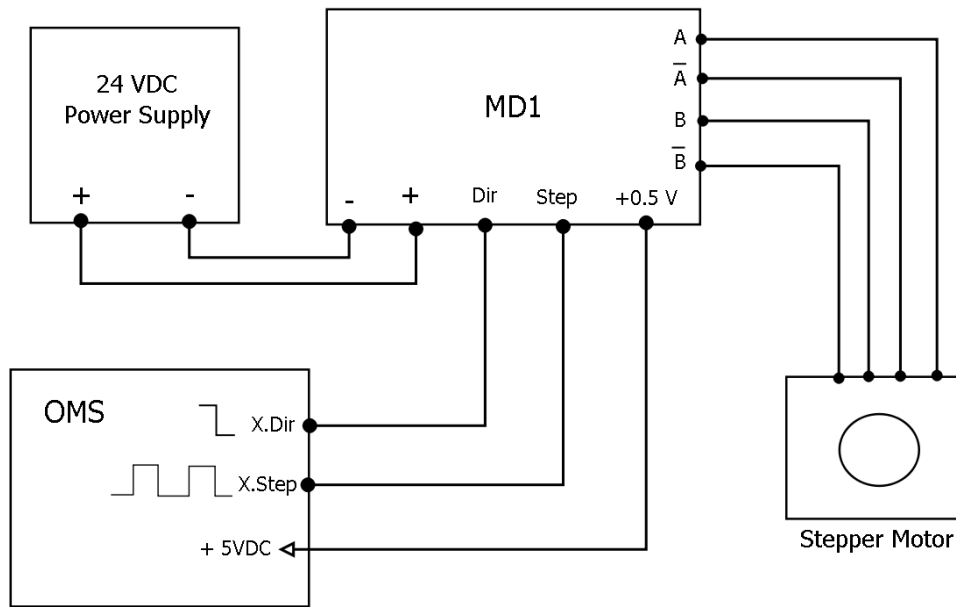 24 VDC
Power Supply
+ -
MD1
A
A̅
B
B̅
- + Dir Step +0.5 V
OMS
X.Dir
X.Step
+ 5VDC
Stepper Motor